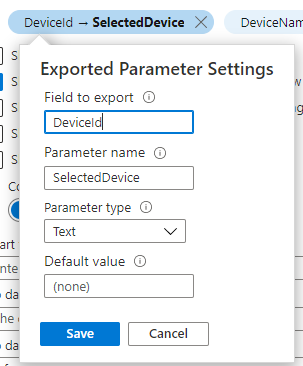 DeviceId → SelectedDevice
DeviceName
Exported Parameter Settings
Field to export
DeviceId
Parameter name
SelectedDevice
Parameter type
Text
Default value
(none)
Save
Cancel